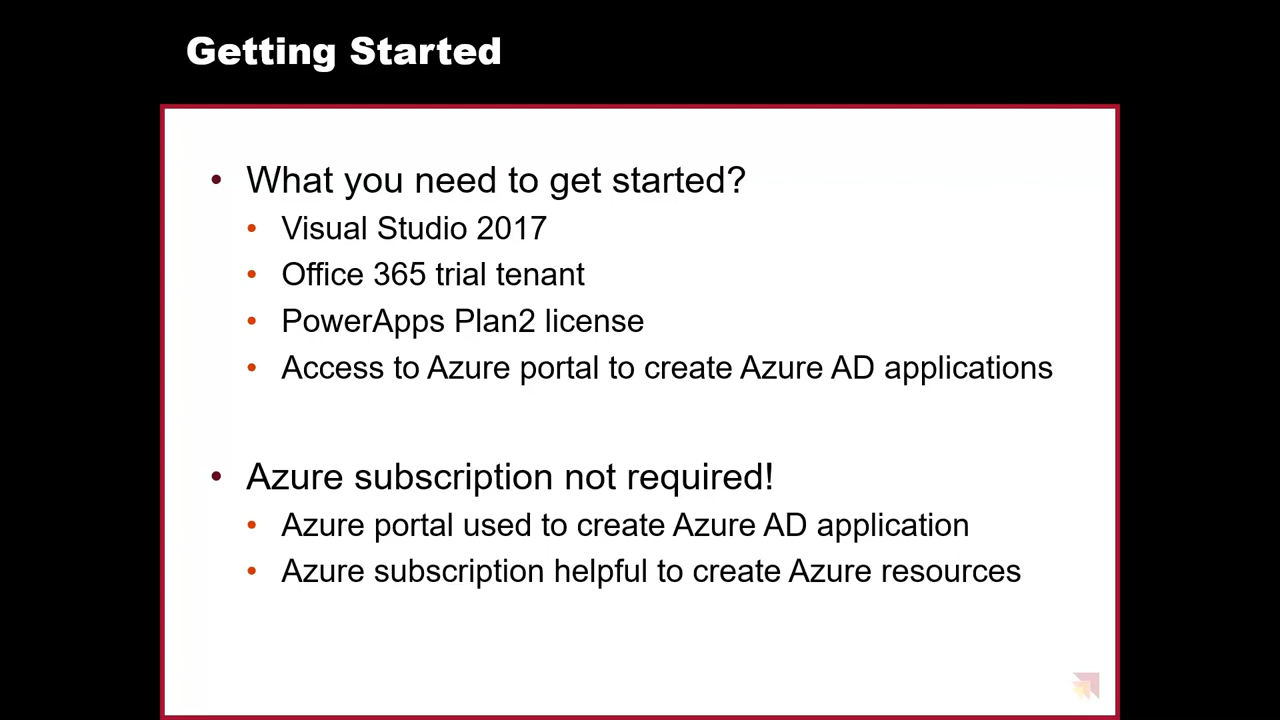 Getting Started
• What you need to get started?
• Visual Studio 2017
• Office 365 trial tenant
• PowerApps Plan2 license
• Access to Azure portal to create Azure AD applications
• Azure subscription not required!
• Azure portal used to create Azure AD application
• Azure subscription helpful to create Azure resources